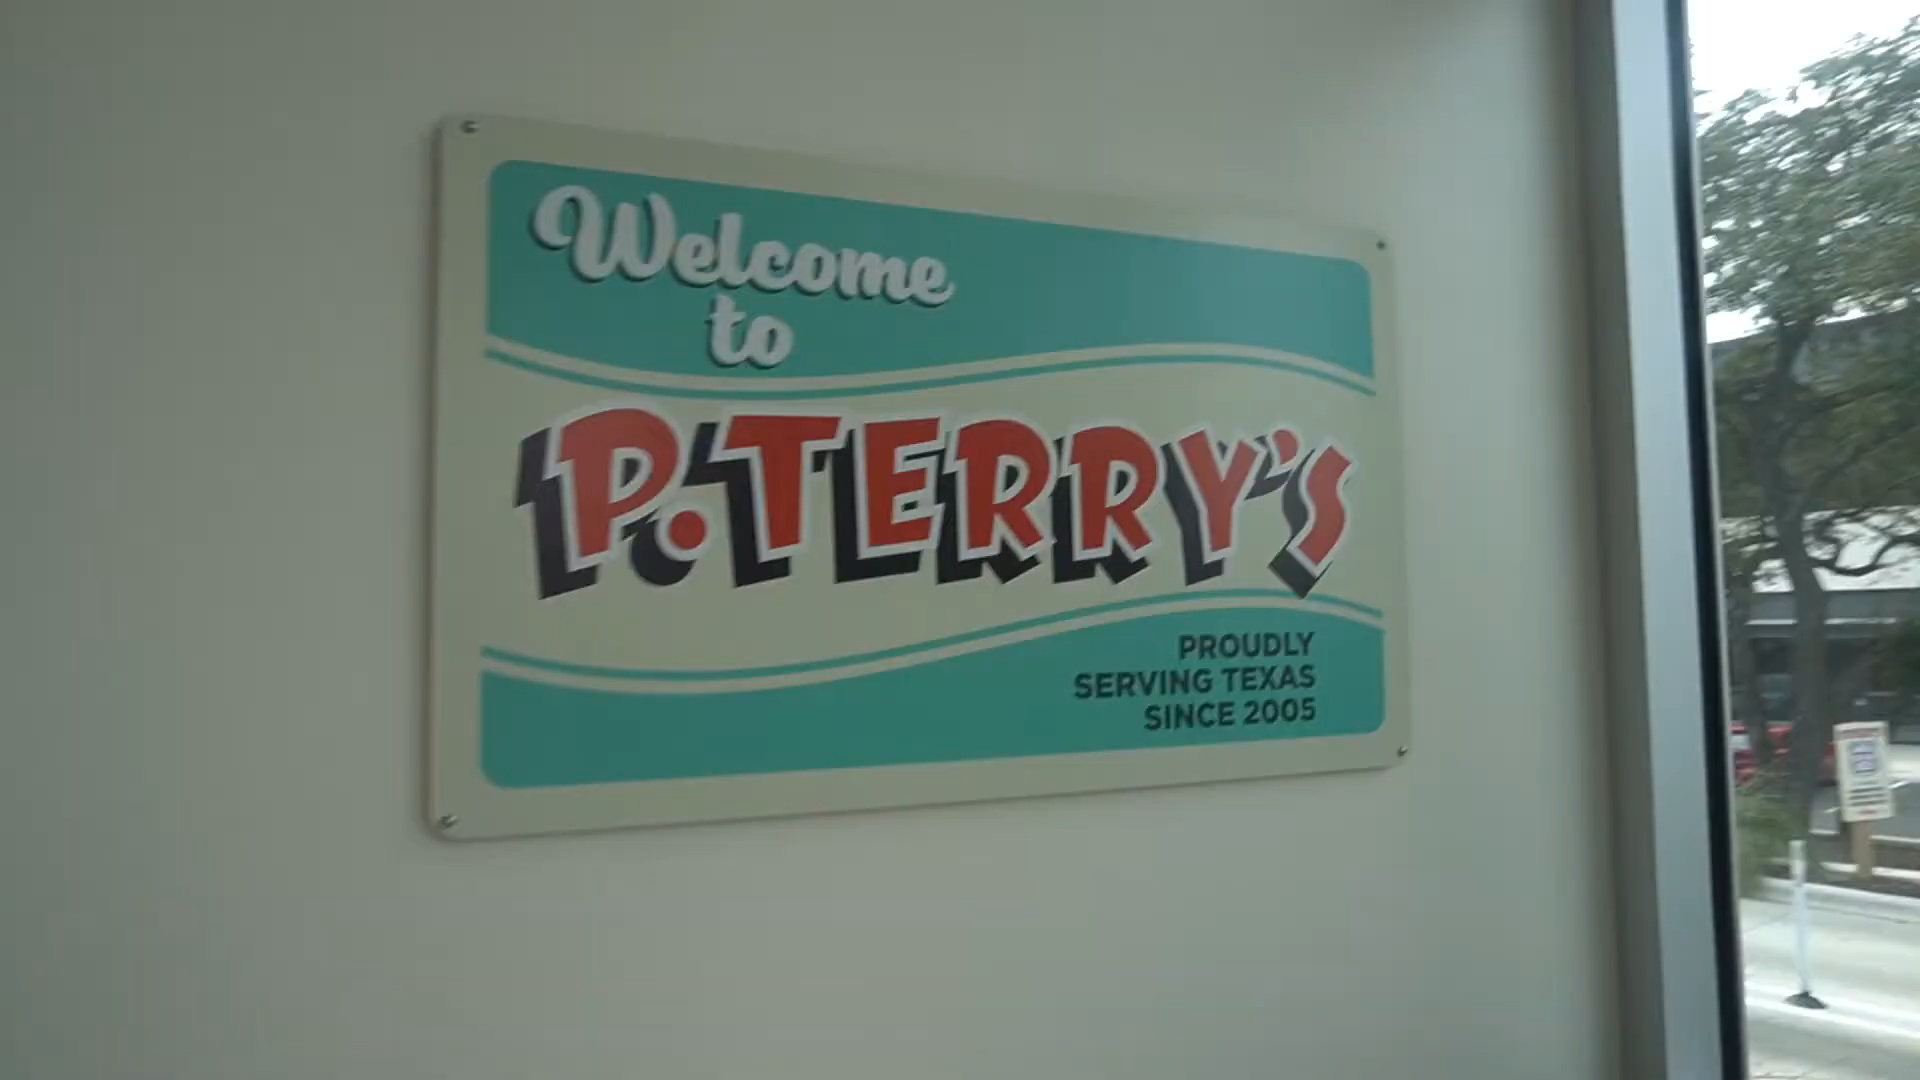 Welcome
to
P.TERRY'S
PROUDLY
SERVING TEXAS
SINCE 2005